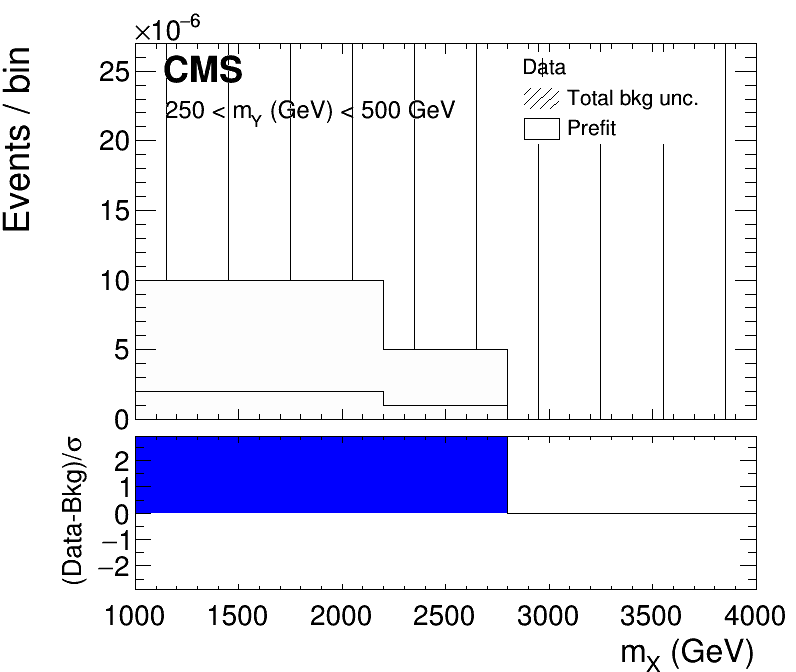 ×10⁻⁶
Events / bin
25
20
15
10
5
0
CMS
250 < m_Y (GeV) < 500 GeV
Data
Total bkg unc.
Prefit
(Data-Bkg)/σ
2
1
0
−1
−2
1000 1500 2000 2500 3000 3500 4000
m_X (GeV)